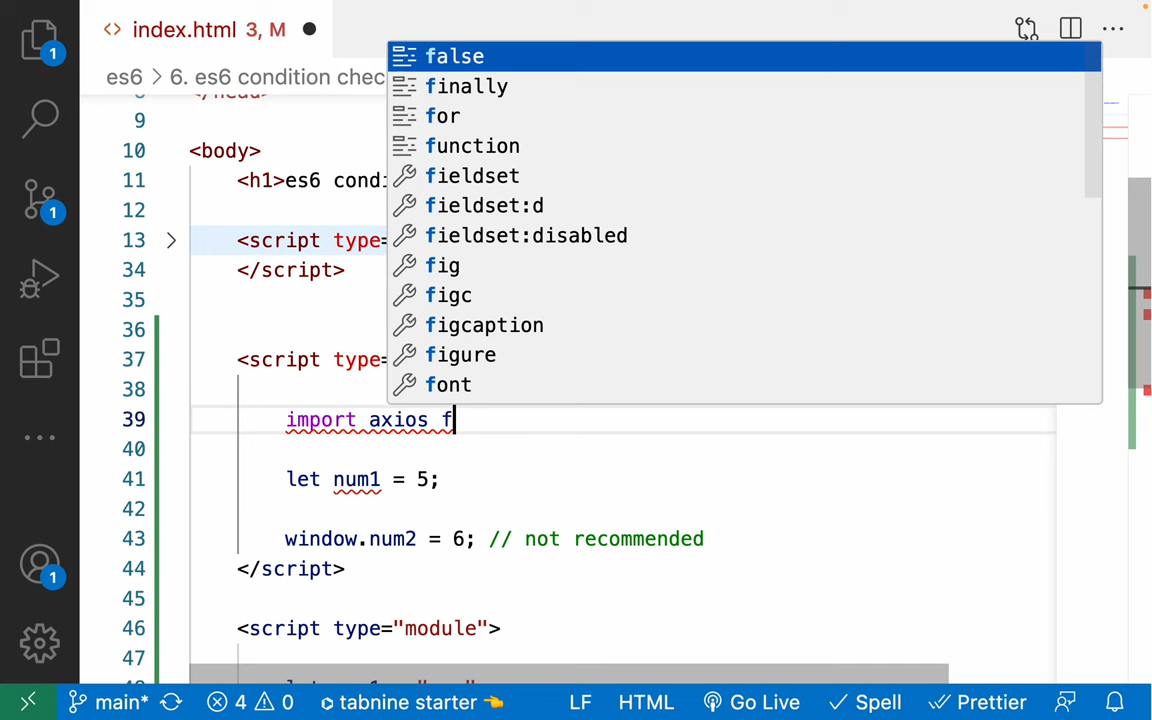 <> index.html 3, M
1
es6 > 6. es6 condition chec
false
finally
for
function
fieldset
fieldset:d
fieldset:disabled
fig
figc
figcaption
figure
font
9
10 <body>
11 <h1>es6 condi
12
13 <script type=
34 </script>
35
36
37 <script type=
38
39 import axios f
40
41 let num1 = 5;
42
43 window.num2 = 6; // not recommended
44 </script>
45
46 <script type="module">
47
1
1
main* 4 0 tabnine starter LF HTML Go Live Spell Prettier